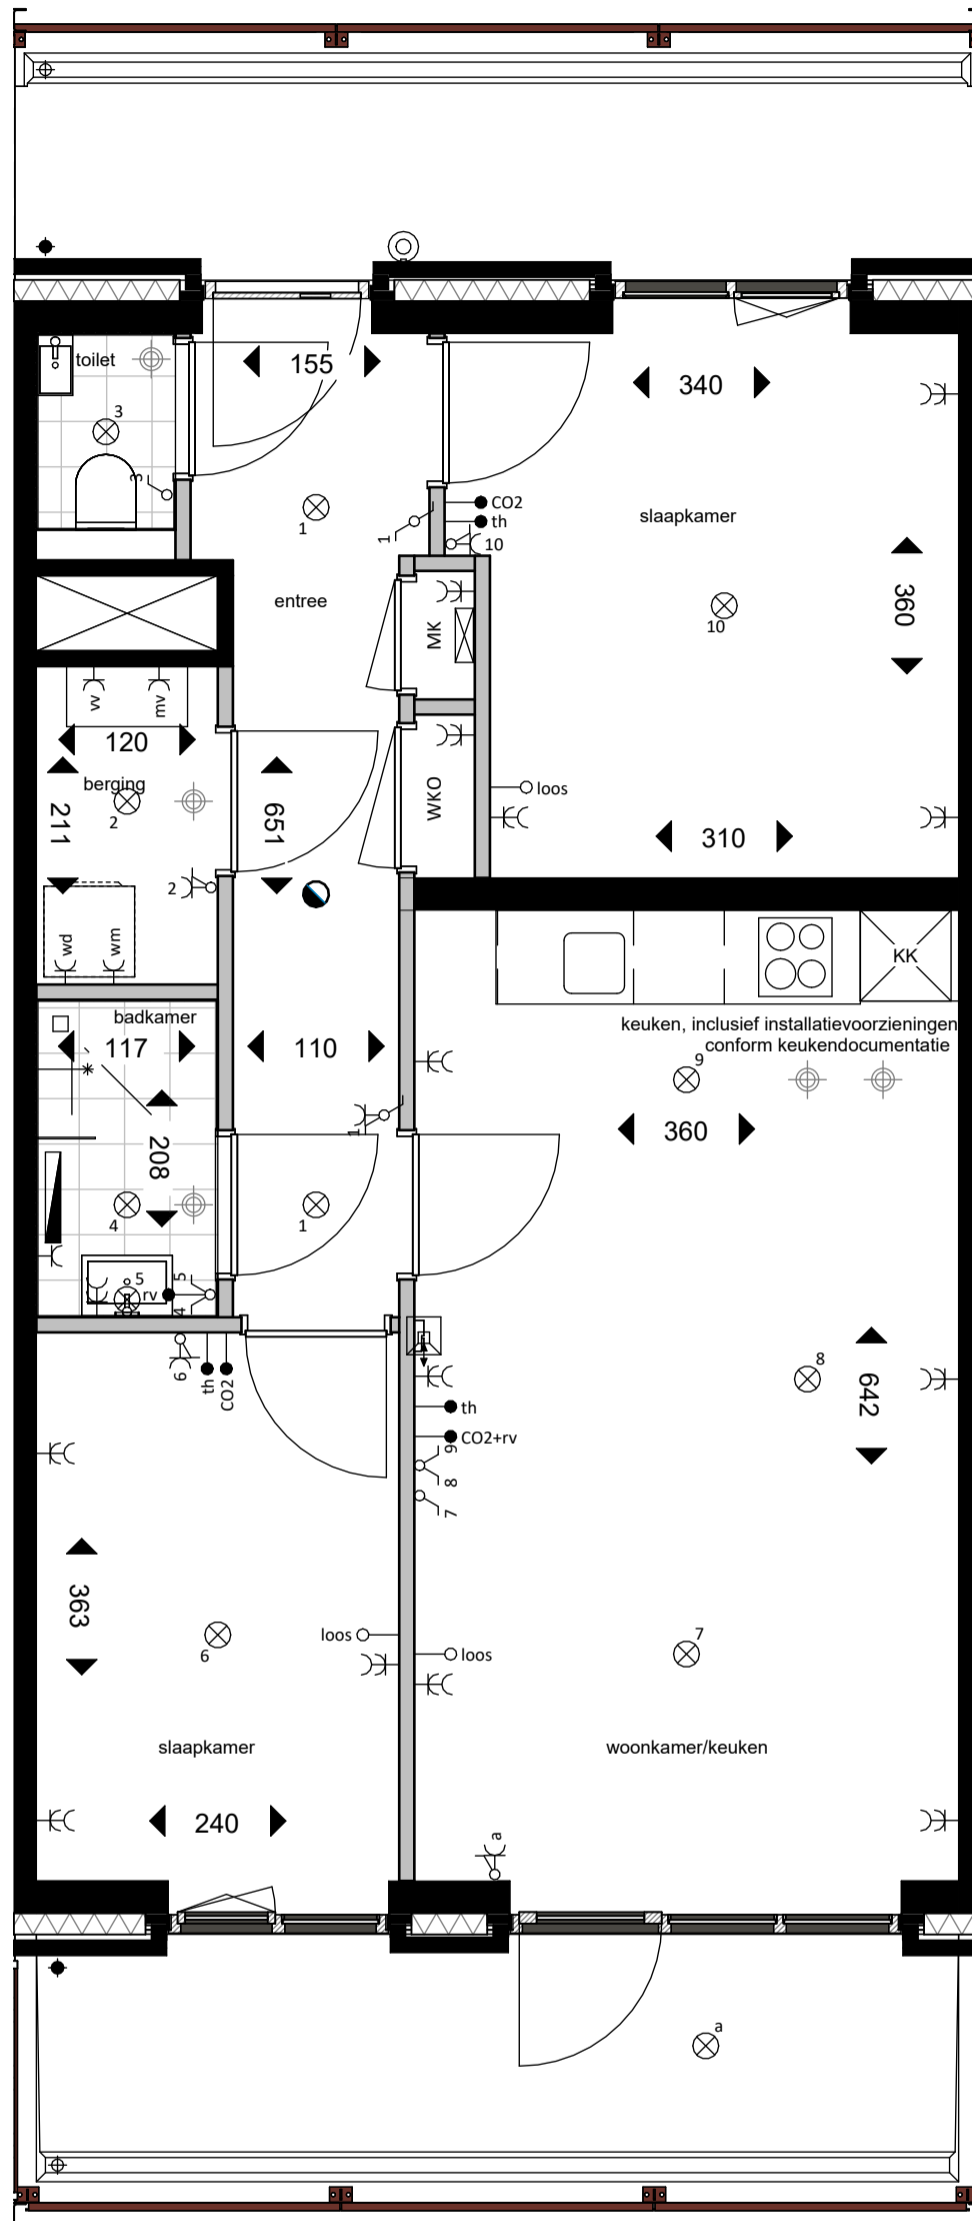 toilet
155
340
3
3
CO2
1
1
th
10
slaapkamer
entree
360
10
MK
vv
mv
120
berging
2
211
651
WKO
loos
310
2
wp
wm
KK
badkamer
keuken, inclusief installatievoorzieningen
conform keukendocumentatie
117
110
9
360
1
208
4
1
5
rv
5
4
6
th
CO2
8
642
th
CO2+rv
9
8
7
363
loos
6
loos
7
slaapkamer
woonkamer/keuken
240
a
a